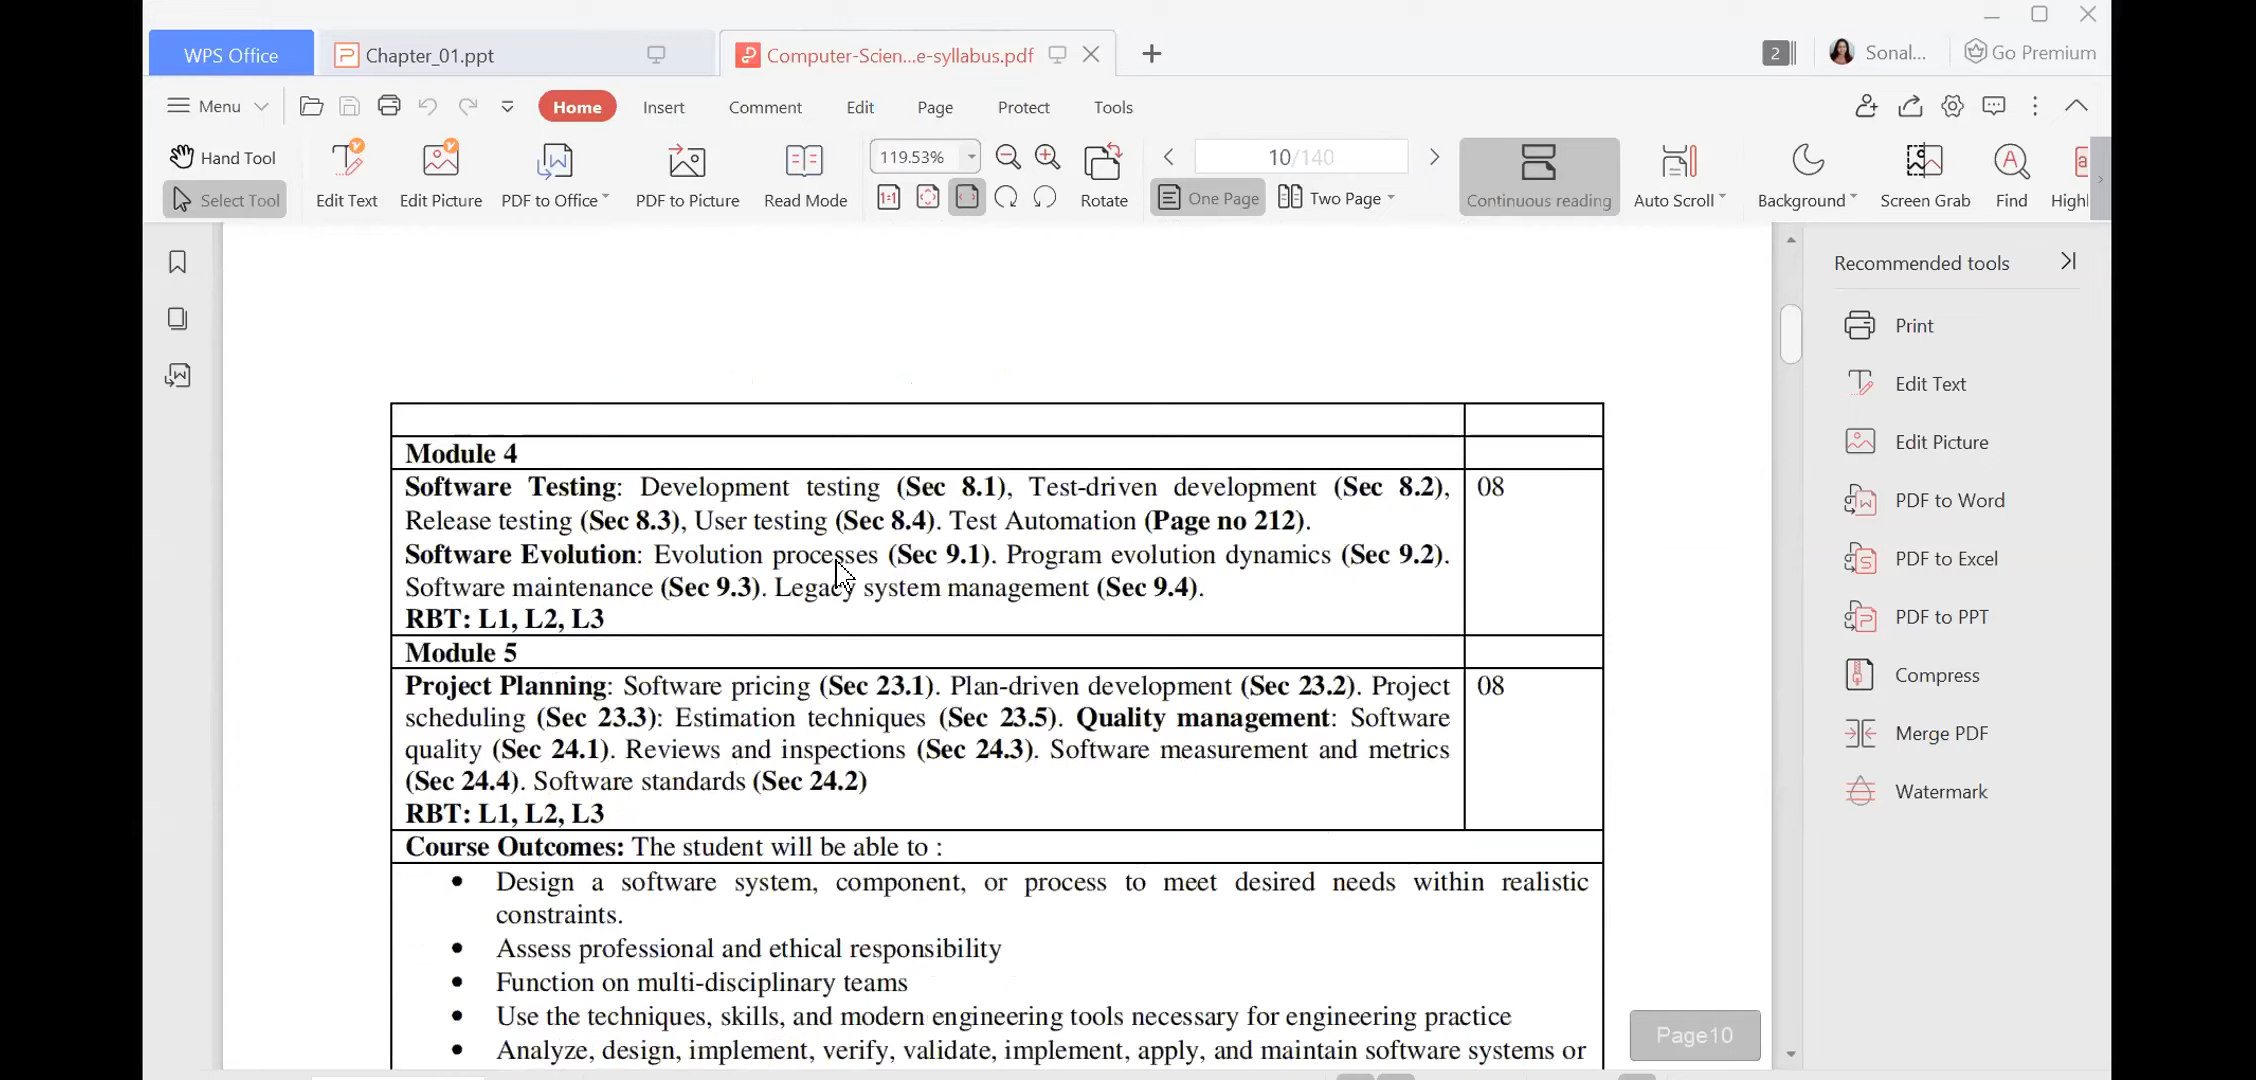 WPS Office
Chapter_01.ppt
Computer-Scien...e-syllabus.pdf
2
Sonal...
Go Premium
Menu
Home
Insert
Comment
Edit
Page
Protect
Tools
Hand Tool
Select Tool
Edit Text
Edit Picture
PDF to Office
PDF to Picture
Read Mode
119.53%
1:1
Rotate
10/140
One Page
Two Page
Continuous reading
Auto Scroll
Background
Screen Grab
Find
Highl
Module 4
Software Testing: Development testing (Sec 8.1), Test-driven development (Sec 8.2),
Release testing (Sec 8.3), User testing (Sec 8.4). Test Automation (Page no 212).
Software Evolution: Evolution processes (Sec 9.1). Program evolution dynamics (Sec 9.2).
Software maintenance (Sec 9.3). Legacy system management (Sec 9.4).
RBT: L1, L2, L3
08
Module 5
Project Planning: Software pricing (Sec 23.1). Plan-driven development (Sec 23.2). Project
scheduling (Sec 23.3): Estimation techniques (Sec 23.5). Quality management: Software
quality (Sec 24.1). Reviews and inspections (Sec 24.3). Software measurement and metrics
(Sec 24.4). Software standards (Sec 24.2)
RBT: L1, L2, L3
08
Course Outcomes: The student will be able to :
• Design a software system, component, or process to meet desired needs within realistic
constraints.
• Assess professional and ethical responsibility
• Function on multi-disciplinary teams
• Use the techniques, skills, and modern engineering tools necessary for engineering practice
• Analyze, design, implement, verify, validate, implement, apply, and maintain software systems or
Page10
Recommended tools
Print
Edit Text
Edit Picture
PDF to Word
PDF to Excel
PDF to PPT
Compress
Merge PDF
Watermark